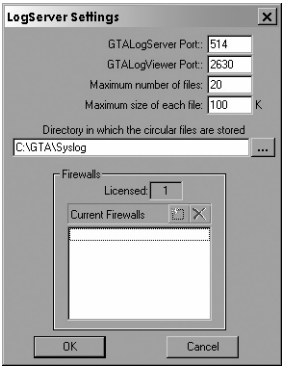 LogServer Settings
GTALogServer Port:: 514
GTALogViewer Port:: 2630
Maximum number of files: 20
Maximum size of each file: 100 K
Directory in which the circular files are stored
C:\GTA\Syslog ...
Firewalls
Licensed: 1
Current Firewalls
OK Cancel